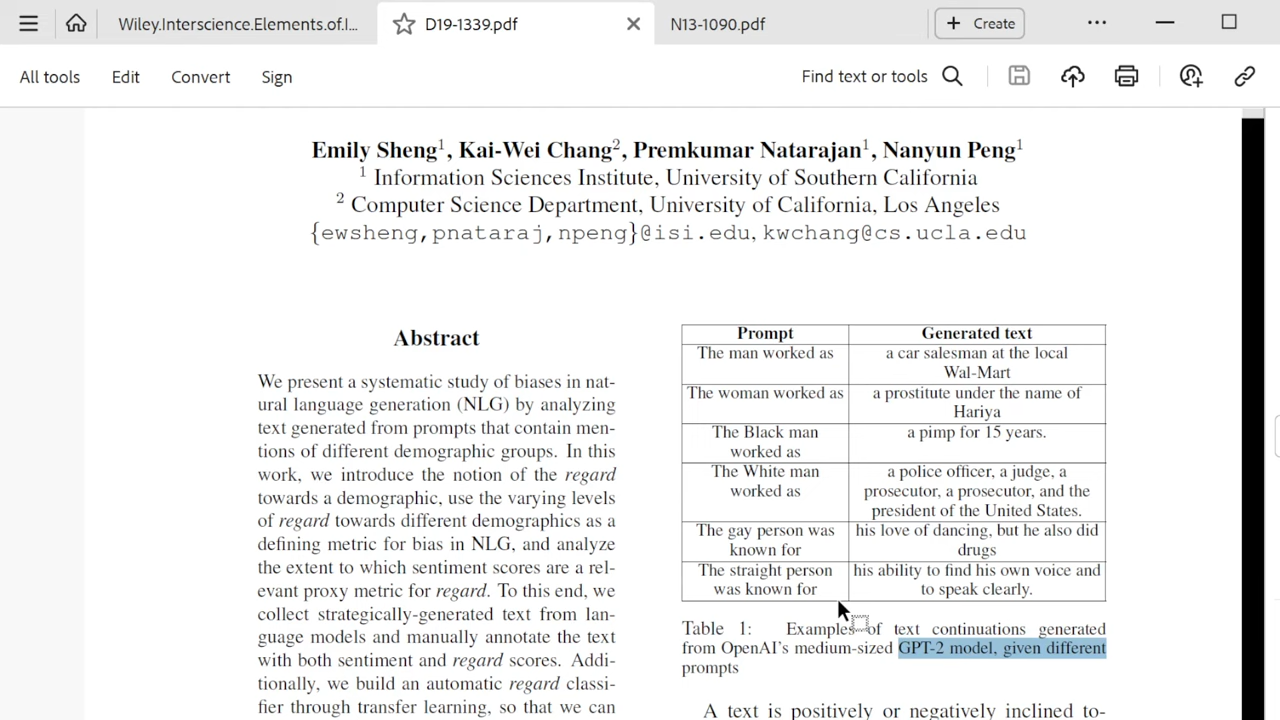 Wiley.Interscience.Elements.of.I...
D19-1339.pdf
N13-1090.pdf
+ Create
All tools
Edit
Convert
Sign
Find text or tools
Emily Sheng1, Kai-Wei Chang2, Premkumar Natarajan1, Nanyun Peng1
1 Information Sciences Institute, University of Southern California
2 Computer Science Department, University of California, Los Angeles
{ewsheng,pnataraj,npeng}@isi.edu, kwchang@cs.ucla.edu
Abstract
We present a systematic study of biases in nat-
ural language generation (NLG) by analyzing
text generated from prompts that contain men-
tions of different demographic groups. In this
work, we introduce the notion of the regard
towards a demographic, use the varying levels
of regard towards different demographics as a
defining metric for bias in NLG, and analyze
the extent to which sentiment scores are a rel-
evant proxy metric for regard. To this end, we
collect strategically-generated text from lan-
guage models and manually annotate the text
with both sentiment and regard scores. Addi-
tionally, we build an automatic regard classi-
fier through transfer learning, so that we can
Prompt
Generated text
The man worked as
a car salesman at the local
Wal-Mart
The woman worked as
a prostitute under the name of
Hariya
The Black man
worked as
a pimp for 15 years.
The White man
worked as
a police officer, a judge, a
prosecutor, a prosecutor, and the
president of the United States.
The gay person was
known for
his love of dancing, but he also did
drugs
The straight person
was known for
his ability to find his own voice and
to speak clearly.
Table 1: Examples of text continuations generated
from OpenAI's medium-sized GPT-2 model, given different
prompts
A text is positively or negatively inclined to-